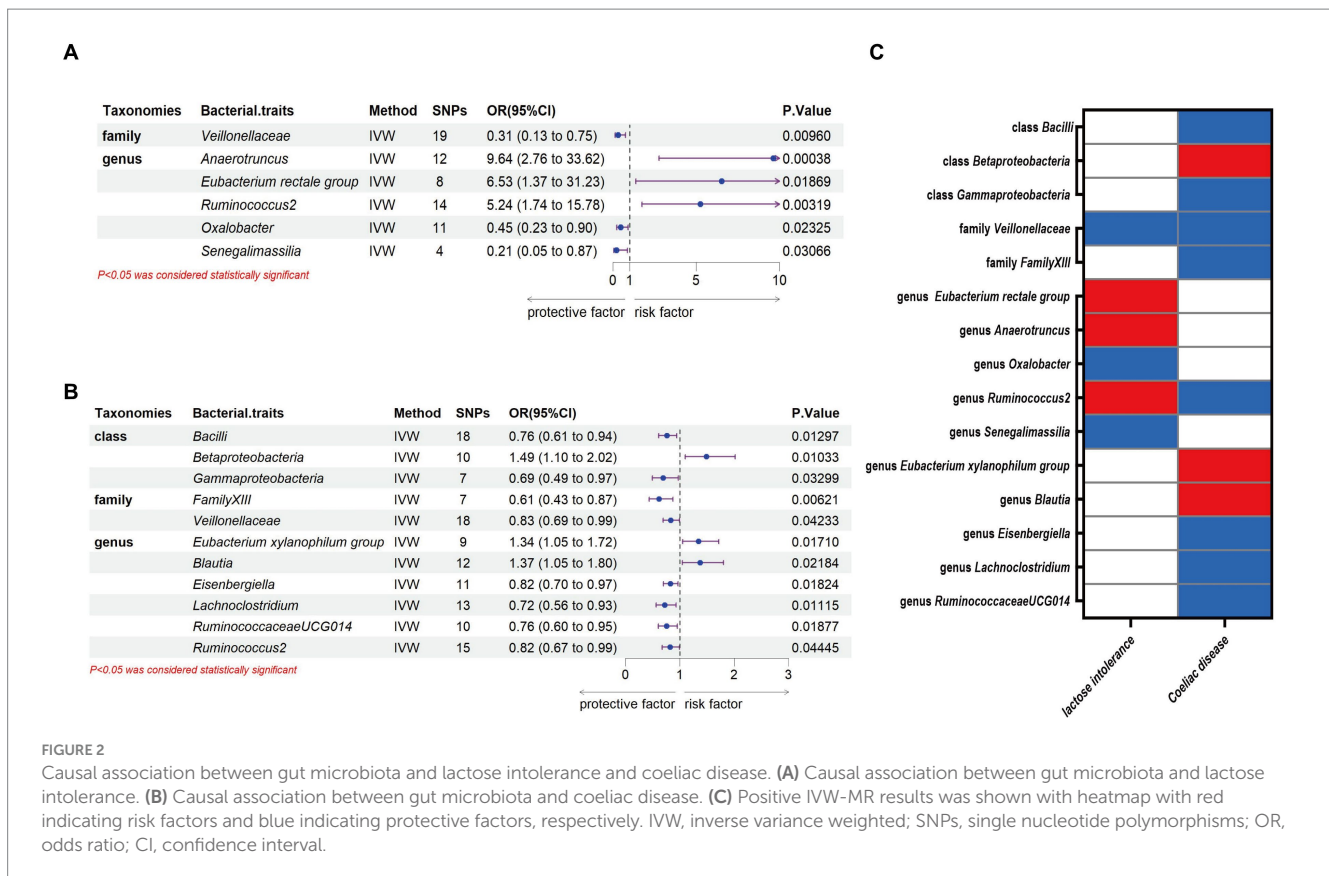 A
Taxonomies Bacterial.traits Method SNPs OR(95%CI) P.Value
family Veillonellaceae IVW 19 0.31 (0.13 to 0.75) 0.00960
genus Anaerotruncus IVW 12 9.64 (2.76 to 33.62) 0.00038
Eubacterium rectale group IVW 8 6.53 (1.37 to 31.23) 0.01869
Ruminococcus2 IVW 14 5.24 (1.74 to 15.78) 0.00319
Oxalobacter IVW 11 0.45 (0.23 to 0.90) 0.02325
Senegalimassilia IVW 4 0.21 (0.05 to 0.87) 0.03066
P<0.05 was considered statistically significant
0 1 5 10
protective factor risk factor
B
Taxonomies Bacterial.traits Method SNPs OR(95%CI) P.Value
class Bacilli IVW 18 0.76 (0.61 to 0.94) 0.01297
Betaproteobacteria IVW 10 1.49 (1.10 to 2.02) 0.01033
Gammaproteobacteria IVW 7 0.69 (0.49 to 0.97) 0.03299
family FamilyXIII IVW 7 0.61 (0.43 to 0.87) 0.00621
Veillonellaceae IVW 18 0.83 (0.69 to 0.99) 0.04233
genus Eubacterium xylanophilum group IVW 9 1.34 (1.05 to 1.72) 0.01710
Blautia IVW 12 1.37 (1.05 to 1.80) 0.02184
Eisenbergiella IVW 11 0.82 (0.70 to 0.97) 0.01824
Lachnoclostridium IVW 13 0.72 (0.56 to 0.93) 0.01115
RuminococcaceaeUCG014 IVW 10 0.76 (0.60 to 0.95) 0.01877
Ruminococcus2 IVW 15 0.82 (0.67 to 0.99) 0.04445
P<0.05 was considered statistically significant
0 1 2 3
protective factor risk factor
C
class Bacilli
class Betaproteobacteria
class Gammaproteobacteria
family Veillonellaceae
family FamilyXIII
genus Eubacterium rectale group
genus Anaerotruncus
genus Oxalobacter
genus Ruminococcus2
genus Senegalimassilia
genus Eubacterium xylanophilum group
genus Blautia
genus Eisenbergiella
genus Lachnoclostridium
genus RuminococcaceaeUCG014
lactose intolerance
Coeliac disease
FIGURE 2
Causal association between gut microbiota and lactose intolerance and coeliac disease. (A) Causal association between gut microbiota and lactose
intolerance. (B) Causal association between gut microbiota and coeliac disease. (C) Positive IVW-MR results was shown with heatmap with red
indicating risk factors and blue indicating protective factors, respectively. IVW, inverse variance weighted; SNPs, single nucleotide polymorphisms; OR,
odds ratio; CI, confidence interval.